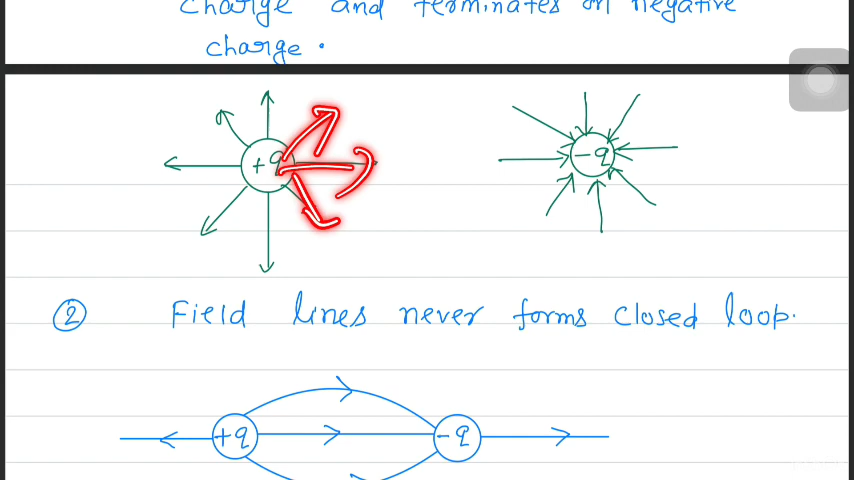 charge and terminates on negative
charge .
+q -q
② Field lines never forms closed loop.
+q -q